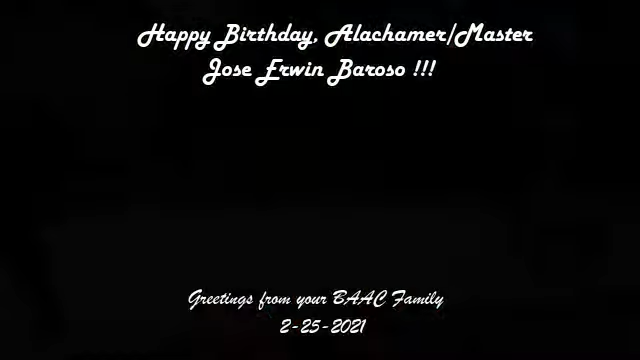 Happy Birthday, Alachamer/Master
Jose Erwin Baroso !!!
Greetings from your BAAC Family
2-25-2021